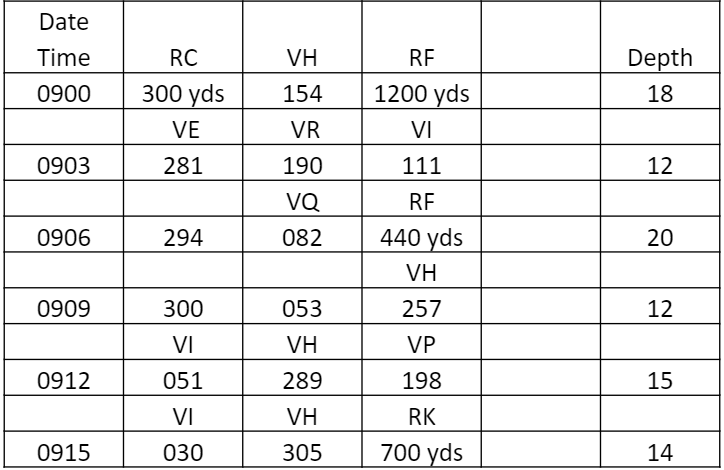 Date
Time RC VH RF Depth
0900 300 yds 154 1200 yds 18
VE VR VI
0903 281 190 111 12
VQ RF
0906 294 082 440 yds 20
VH
0909 300 053 257 12
VI VH VP
0912 051 289 198 15
VI VH RK
0915 030 305 700 yds 14